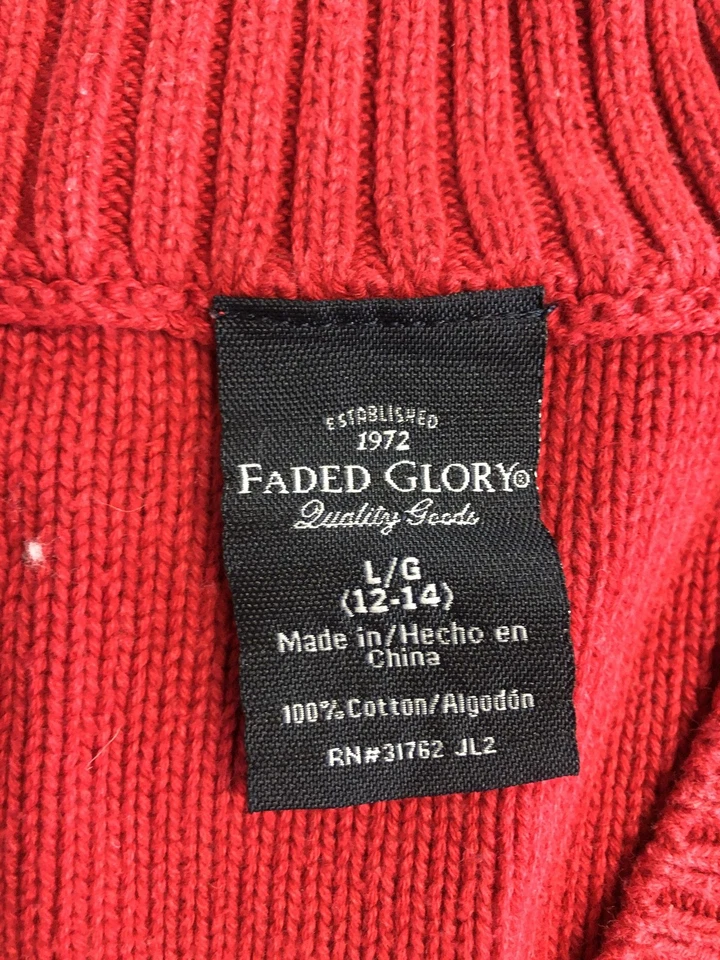 ESTABLISHED
1972
FADED GLORY®
Quality Goods
L/G
(12-14)
Made in/Hecho en
China
100% Cotton/Algodón
RN#31762 JL2